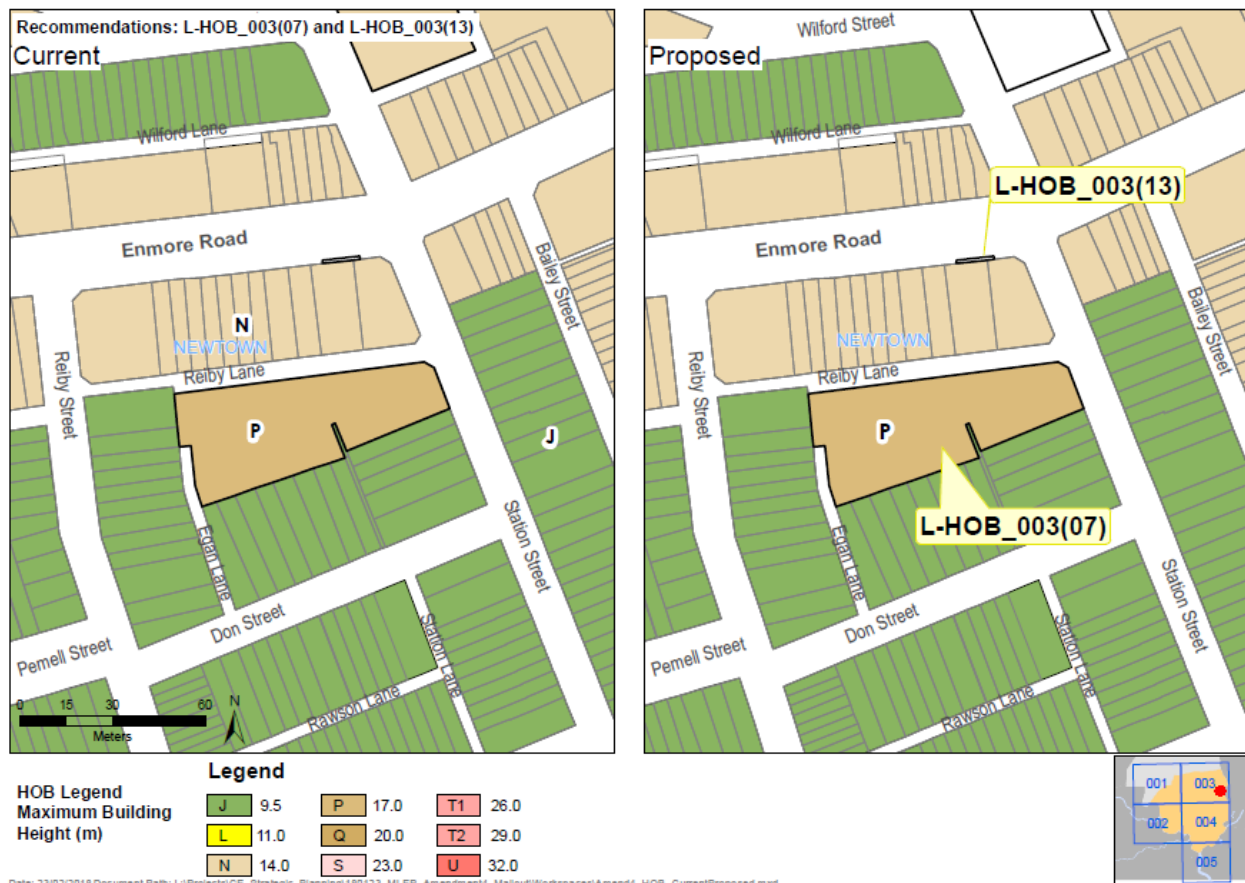 Recommendations: L-HOB_003(07) and L-HOB_003(13)
Current
Wilford Lane
Enmore Road
Bailey Street
N
NEWTOWN
Reiby Lane
Reiby Street
P
J
Egan Lane
Station Street
Don Street
Pemell Street
Station Lane
Rawson Lane
0 15 30 60
Meters
N
Proposed
Wilford Street
Wilford Lane
L-HOB_003(13)
Enmore Road
Bailey Street
NEWTOWN
Reiby Lane
Reiby Street
P
L-HOB_003(07)
Egan Lane
Station Street
Don Street
Pemell Street
Station Lane
Rawson Lane
HOB Legend
Maximum Building
Height (m)
Legend
J 9.5 P 17.0 T1 26.0
L 11.0 Q 20.0 T2 29.0
N 14.0 S 23.0 U 32.0
001 003
002 004
005